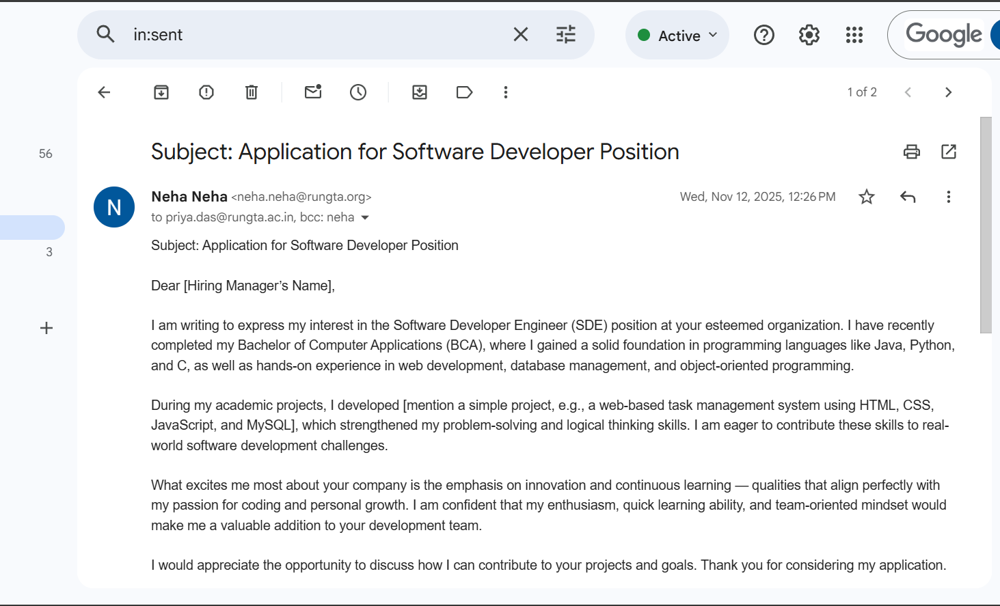 in:sent
Active
Google
1 of 2
56
Subject: Application for Software Developer Position
N
Neha Neha <neha.neha@rungta.org>
Wed, Nov 12, 2025, 12:26 PM
to priya.das@rungta.ac.in, bcc: neha
Subject: Application for Software Developer Position
3
Dear [Hiring Manager’s Name],
I am writing to express my interest in the Software Developer Engineer (SDE) position at your esteemed organization. I have recently
completed my Bachelor of Computer Applications (BCA), where I gained a solid foundation in programming languages like Java, Python,
and C, as well as hands-on experience in web development, database management, and object-oriented programming.
During my academic projects, I developed [mention a simple project, e.g., a web-based task management system using HTML, CSS,
JavaScript, and MySQL], which strengthened my problem-solving and logical thinking skills. I am eager to contribute these skills to real-
world software development challenges.
What excites me most about your company is the emphasis on innovation and continuous learning — qualities that align perfectly with
my passion for coding and personal growth. I am confident that my enthusiasm, quick learning ability, and team-oriented mindset would
make me a valuable addition to your development team.
I would appreciate the opportunity to discuss how I can contribute to your projects and goals. Thank you for considering my application.